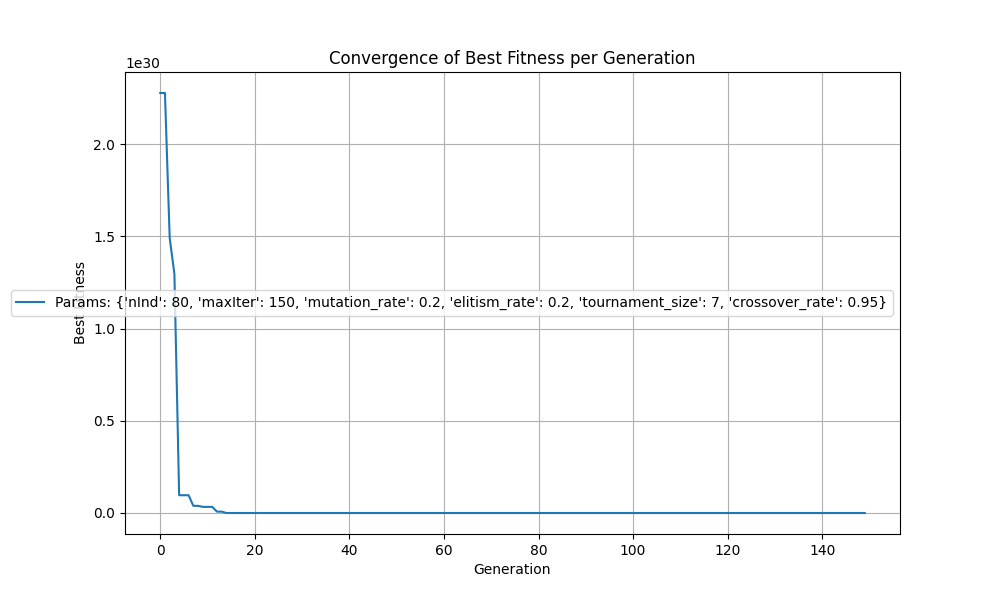 Convergence of Best Fitness per Generation
1e30
2.0
1.5
Best Fitness
Params: {'nInd': 80, 'maxIter': 150, 'mutation_rate': 0.2, 'elitism_rate': 0.2, 'tournament_size': 7, 'crossover_rate': 0.95}
1.0
0.5
0.0
0 20 40 60 80 100 120 140
Generation